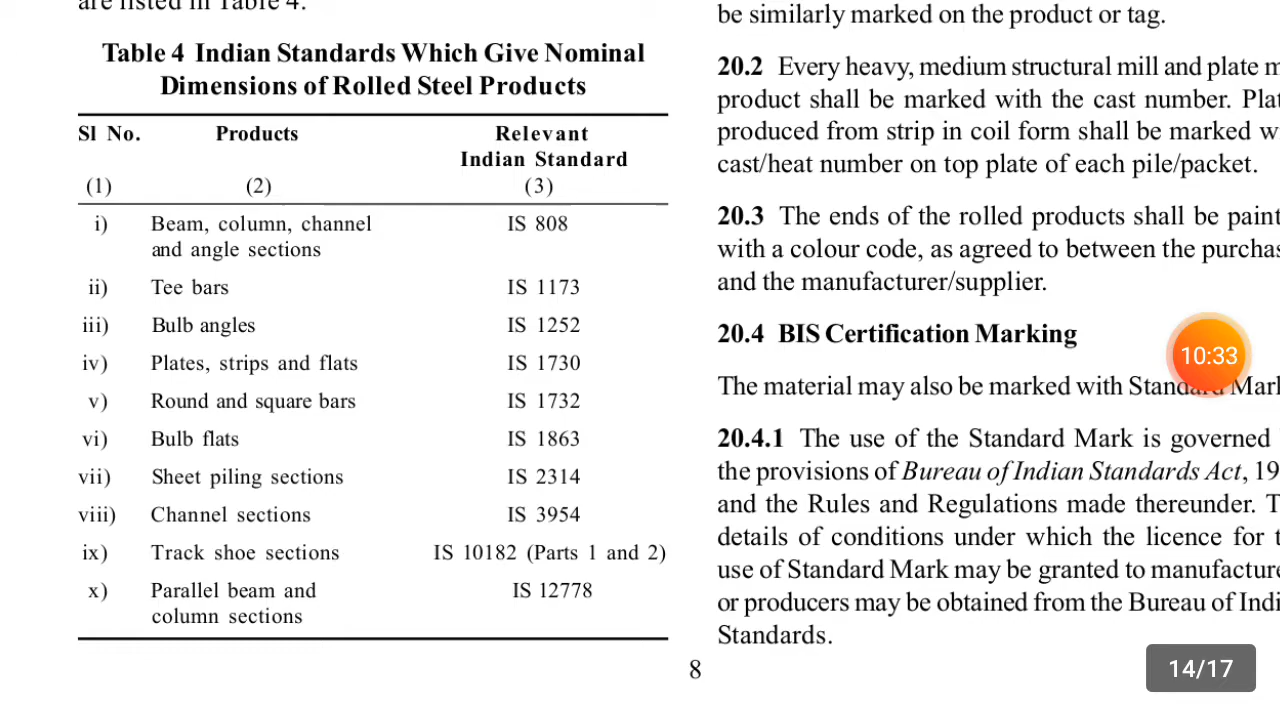 are listed in Table 4.
Table 4 Indian Standards Which Give Nominal
Dimensions of Rolled Steel Products
Sl No. Products Relevant
Indian Standard
(1) (2) (3)
i) Beam, column, channel IS 808
and angle sections
ii) Tee bars IS 1173
iii) Bulb angles IS 1252
iv) Plates, strips and flats IS 1730
v) Round and square bars IS 1732
vi) Bulb flats IS 1863
vii) Sheet piling sections IS 2314
viii) Channel sections IS 3954
ix) Track shoe sections IS 10182 (Parts 1 and 2)
x) Parallel beam and IS 12778
column sections
be similarly marked on the product or tag.
20.2 Every heavy, medium structural mill and plate m
product shall be marked with the cast number. Plat
produced from strip in coil form shall be marked w
cast/heat number on top plate of each pile/packet.
20.3 The ends of the rolled products shall be paint
with a colour code, as agreed to between the purchas
and the manufacturer/supplier.
20.4 BIS Certification Marking
The material may also be marked with Standard Mark
20.4.1 The use of the Standard Mark is governed
the provisions of Bureau of Indian Standards Act, 19
and the Rules and Regulations made thereunder. T
details of conditions under which the licence for t
use of Standard Mark may be granted to manufacture
or producers may be obtained from the Bureau of Indi
Standards.
8
10:33
14/17